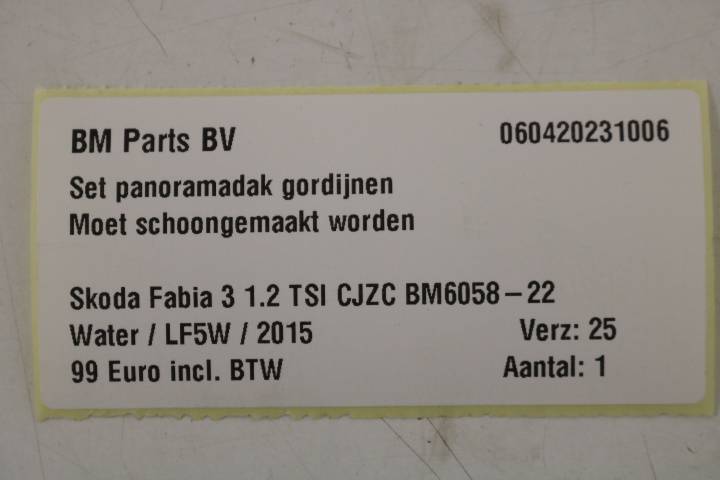 BM Parts BV 060420231006
Set panoramadak gordijnen
Moet schoongemaakt worden
Skoda Fabia 3 1.2 TSI CJZC BM6058-22
Water / LF5W / 2015 Verz: 25
99 Euro incl. BTW Aantal: 1